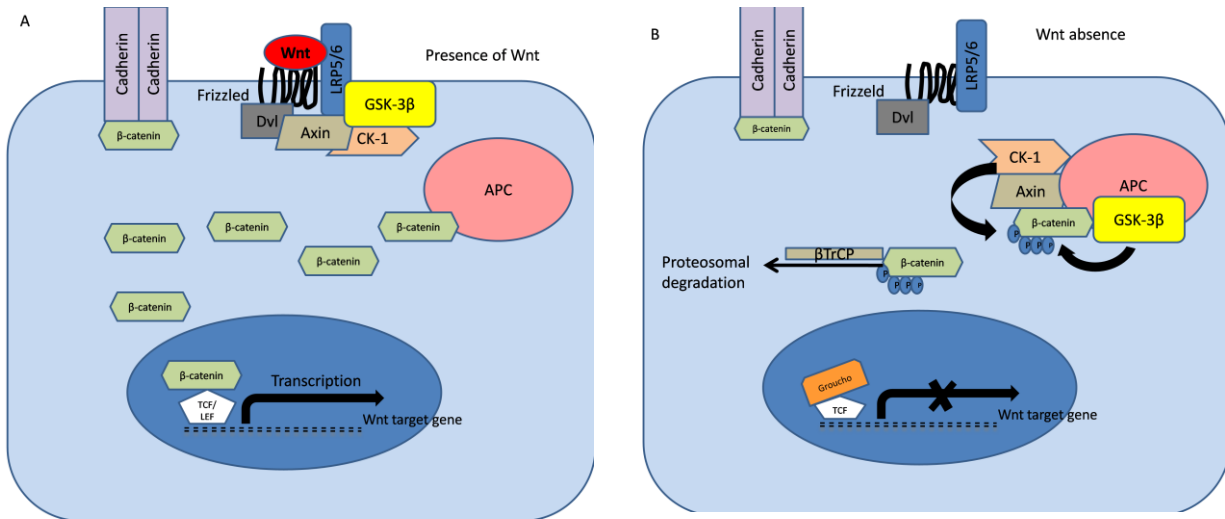 A
Cadherin
Cadherin
β-catenin
Wnt
LRP5/6
Presence of Wnt
Frizzled
Dvl
Axin
GSK-3β
CK-1
APC
β-catenin
β-catenin
β-catenin
β-catenin
β-catenin
β-catenin
TCF/
LEF
Transcription
Wnt target gene
B
Cadherin
Cadherin
β-catenin
LRP5/6
Wnt absence
Frizzeld
Dvl
CK-1
Axin
APC
β-catenin
GSK-3β
P
P P P
βTrCP
β-catenin
P
P P P
Proteosomal
degradation
Groucho
TCF
Wnt target gene